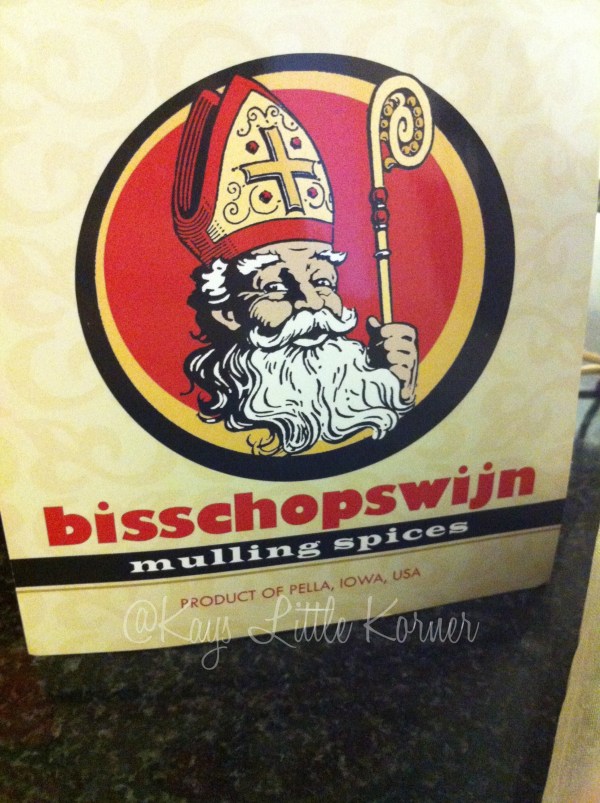 bisschopswijn
mulling spices
PRODUCT OF PELLA, IOWA, USA
@Kays Little Korner